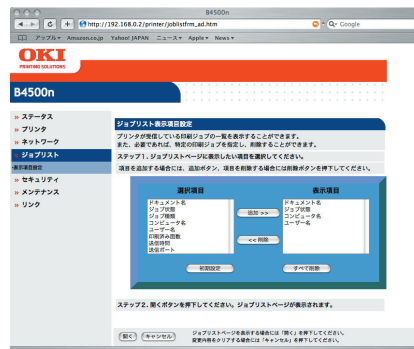 B4500n
http://192.168.0.2/printer/joblistfrm_ad.htm
Q- Google
アップル Amazon.co.jp Yahoo! JAPAN ニュース Apple News
OKI
PRINTING SOLUTIONS
B4500n
» ステータス
» プリンタ
» ネットワーク
ジョブリスト
-表示項目設定
» セキュリティ
» メンテナンス
» リンク
ジョブリスト表示項目設定
プリンタが受信している印刷ジョブの一覧を表示することができます。
また、必要であれば、特定の印刷ジョブを指定し、削除することができます。
ステップ1. ジョブリストページに表示したい項目を選択してください。
項目を追加する場合には、追加ボタン、項目を削除する場合には削除ボタンを押下してください。
選択項目
ドキュメント名
ジョブ状態
ジョブ種類
コンピュータ名
ユーザー名
印刷済み面数
送信時間
送信ポート
追加 >>
<< 削除
表示項目
ドキュメント名
ジョブ状態
コンピュータ名
ユーザー名
初期設定
すべて削除
ステップ2. 開くボタンを押下してください。ジョブリストページが表示されます。
開く
キャンセル
ジョブリストページを表示する場合には「開く」を押下してください。
変更内容をクリアする場合には「キャンセル」を押下してください。